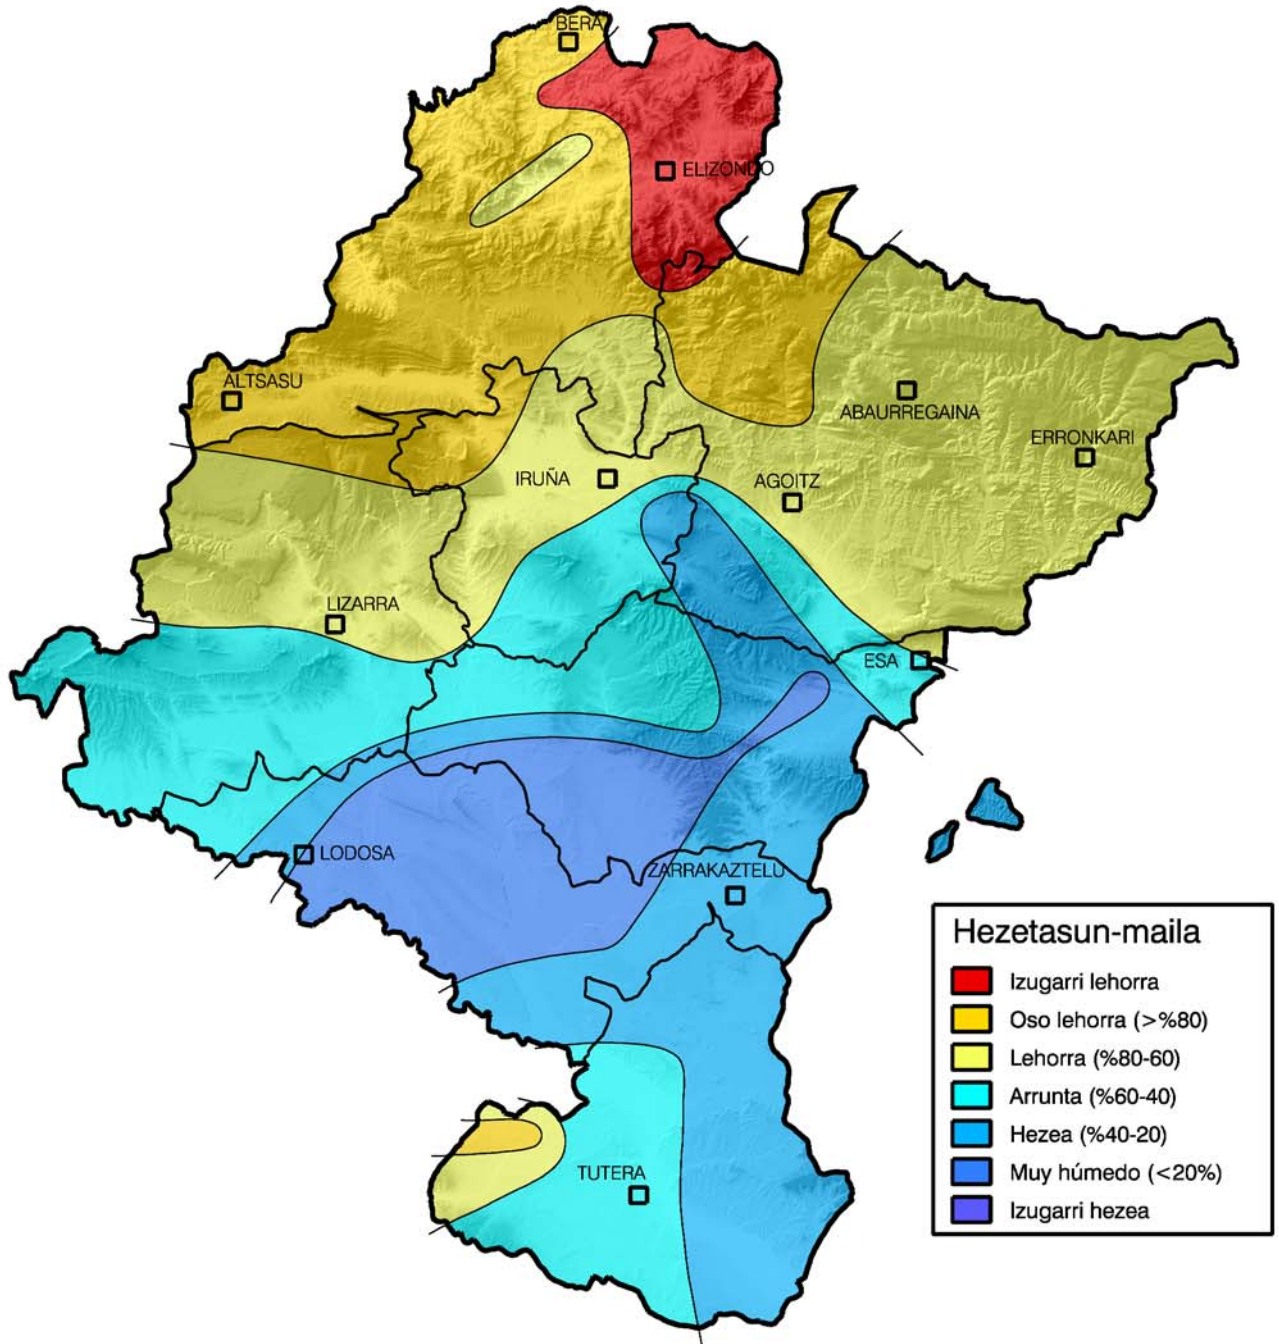 BERA
ELIZONDO
ALTSASU
ABAURREGAINA
ERRONKARI
IRUÑA
AGOITZ
LIZARRA
ESA
LODOSA
ZARRAKAZTELU
TUTERA
Hezetasun-maila
Izugarri lehorra
Oso lehorra (>%80)
Lehorra (%80-60)
Arrunta (%60-40)
Hezea (%40-20)
Muy húmedo (<20%)
Izugarri hezea